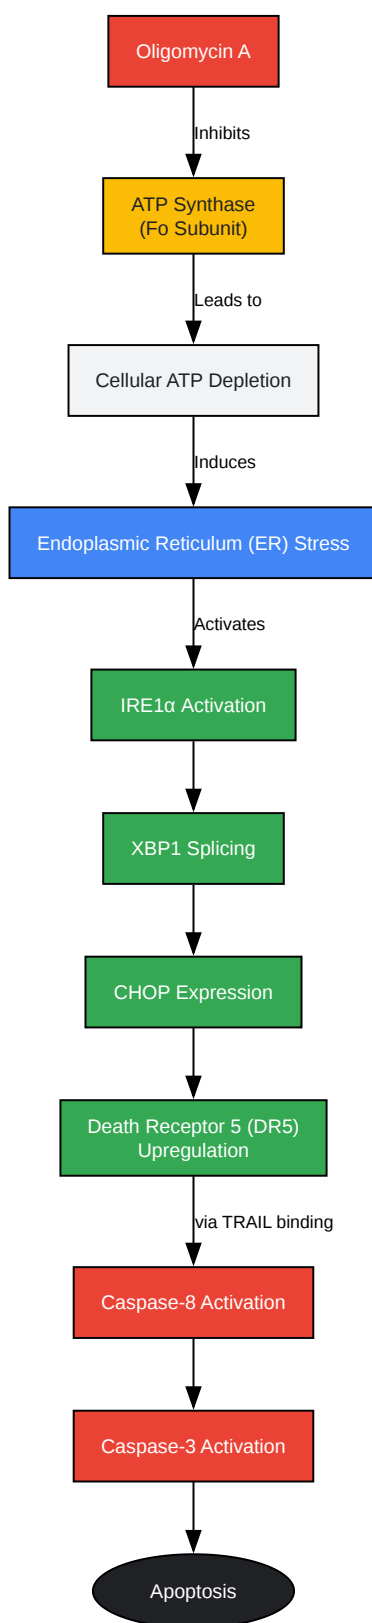 Oligomycin A
Inhibits
ATP Synthase
(Fo Subunit)
Leads to
Cellular ATP Depletion
Induces
Endoplasmic Reticulum (ER) Stress
Activates
IRE1α Activation
XBP1 Splicing
CHOP Expression
Death Receptor 5 (DR5)
Upregulation
via TRAIL binding
Caspase-8 Activation
Caspase-3 Activation
Apoptosis